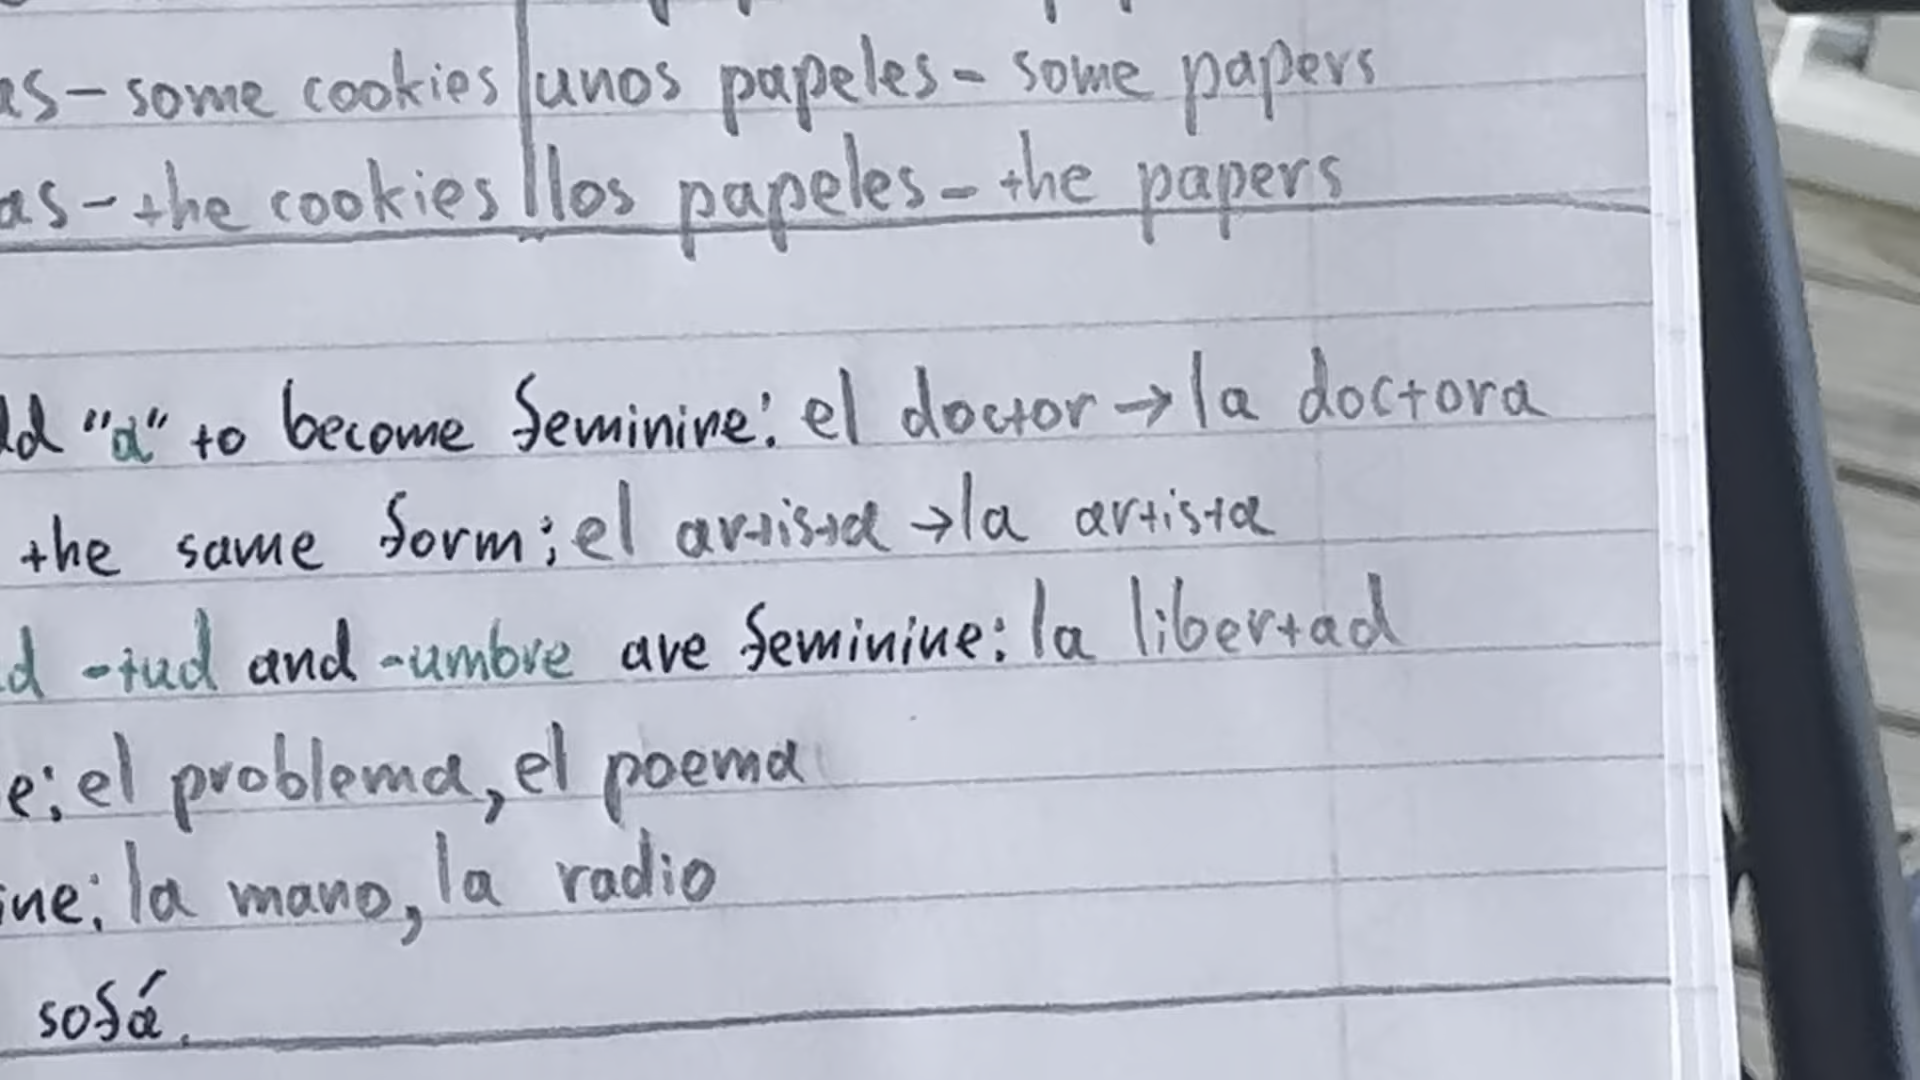 as - some cookies unos papeles - some papers
as - the cookies los papeles - the papers
"a" to become feminine: el doctor → la doctora
the same form: el artista → la artista
d -tud and -umbre are feminine: la libertad
e: el problema, el poema
ine: la mano, la radio
sofá.